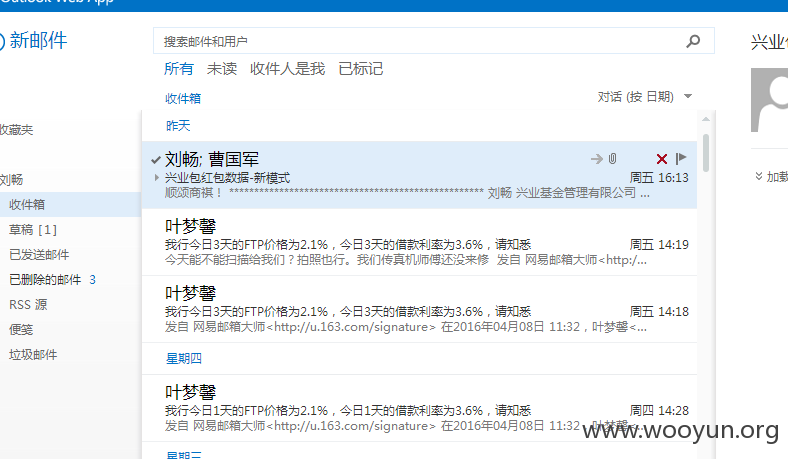 Outlook Web App
新邮件
搜索邮件和用户
所有 未读 收件人是我 已标记
收件箱
对话 (按 日期)
昨天
收藏夹
刘畅
收件箱
草稿 [1]
已发送邮件
已删除的邮件 3
RSS 源
便笺
垃圾邮件
刘畅; 曹国军
兴业包红包数据-新模式 周五 16:13
顺颂商祺！ ************************************************** 刘畅 兴业基金管理有限公司 ...
叶梦馨
我行今日3天的FTP价格为2.1%，今日3天的借款利率为3.6%，请知悉 周五 14:19
今天能不能扫描给我们？拍照也行。我们传真机师傅还没来修 发自 网易邮箱大师<http:/...
叶梦馨
我行今日3天的FTP价格为2.1%，今日3天的借款利率为3.6%，请知悉 周五 14:18
发自 网易邮箱大师<http://u.163.com/signature> 在2016年04月08日 11:32，叶梦馨<...
星期四
叶梦馨
我行今日1天的FTP价格为2.1%，今日1天的借款利率为3.6%，请知悉 周四 14:28
发自 网易邮箱大师<http://u.163.com/signature> 在2016年04月08日 11:32，叶梦馨<...
星期三
兴业
加载
www.wooyun.org